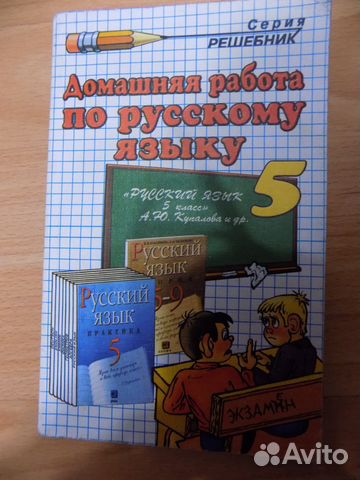 Серия
РЕШЕБНИК
Домашняя работа
по русскому
языку
5
«РУССКИЙ ЯЗЫК
5 класс»
А.Ю. Купалова и др.
Русский
язык
5-9
Русский
язык
ПРАКТИКА
5
ЭКЗАМЕН
Avito